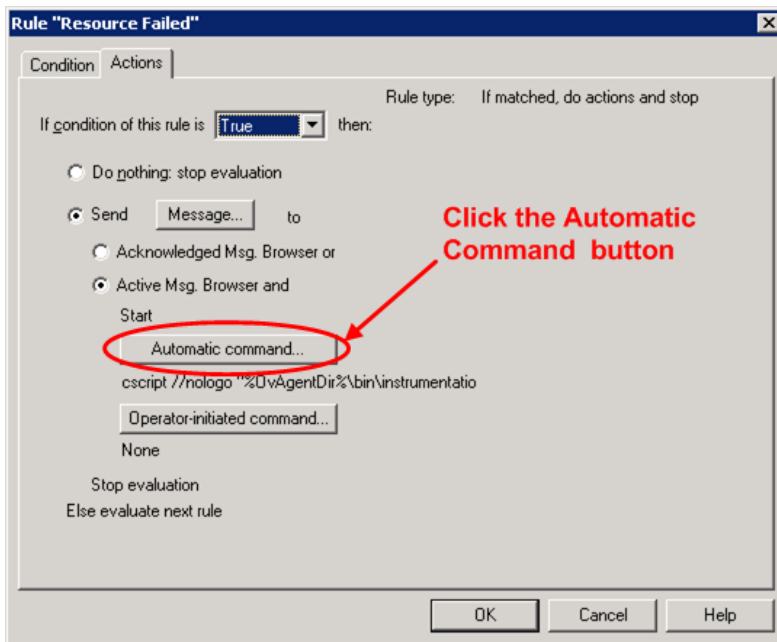 Rule "Resource Failed"
Condition Actions
Rule type: If matched, do actions and stop
If condition of this rule is True then:
Do nothing: stop evaluation
Send Message... to
Click the Automatic
Command button
Acknowledged Msg. Browser or
Active Msg. Browser and
Start
Automatic command...
cscript //nologo "%OvAgentDir%\bin\instrumentatio
Operator-initiated command...
None
Stop evaluation
Else evaluate next rule
OK Cancel Help